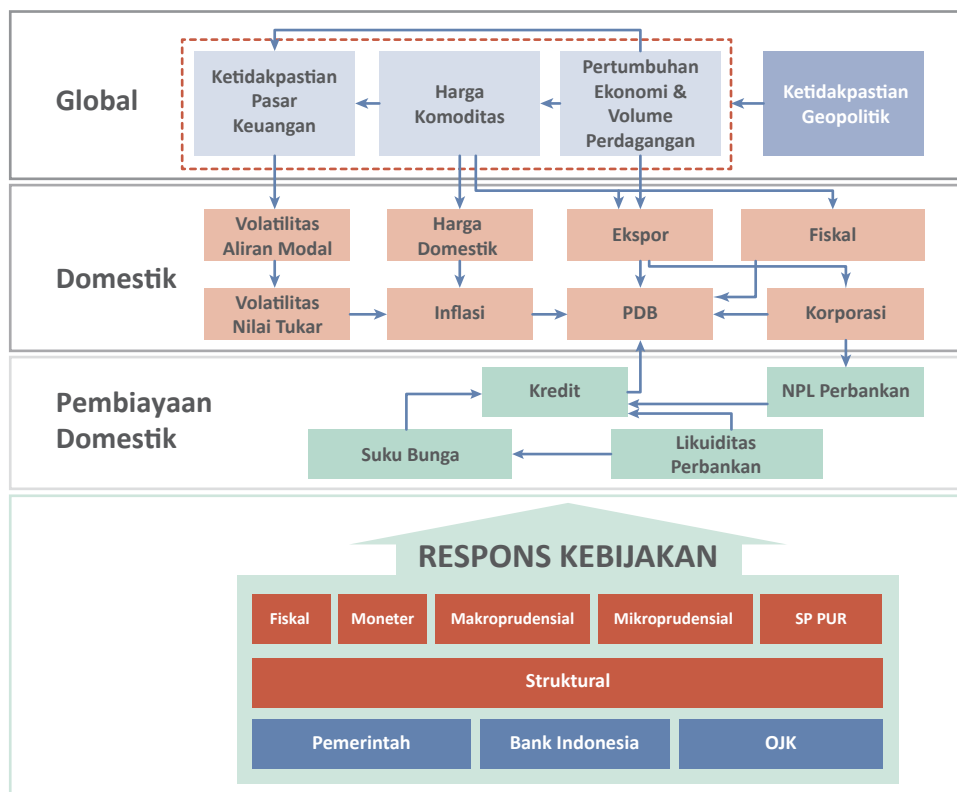 Global
Ketidakpastian
Pasar
Keuangan
Harga
Komoditas
Pertumbuhan
Ekonomi &
Volume
Perdagangan
Ketidakpastian
Geopolitik
Domestik
Volatilitas
Aliran Modal
Harga
Domestik
Ekspor
Fiskal
Volatilitas
Nilai Tukar
Inflasi
PDB
Korporasi
Pembiayaan
Domestik
Kredit
NPL Perbankan
Suku Bunga
Likuiditas
Perbankan
RESPONS KEBIJAKAN
Fiskal
Moneter
Makroprudensial
Mikroprudensial
SP PUR
Struktural
Pemerintah
Bank Indonesia
OJK